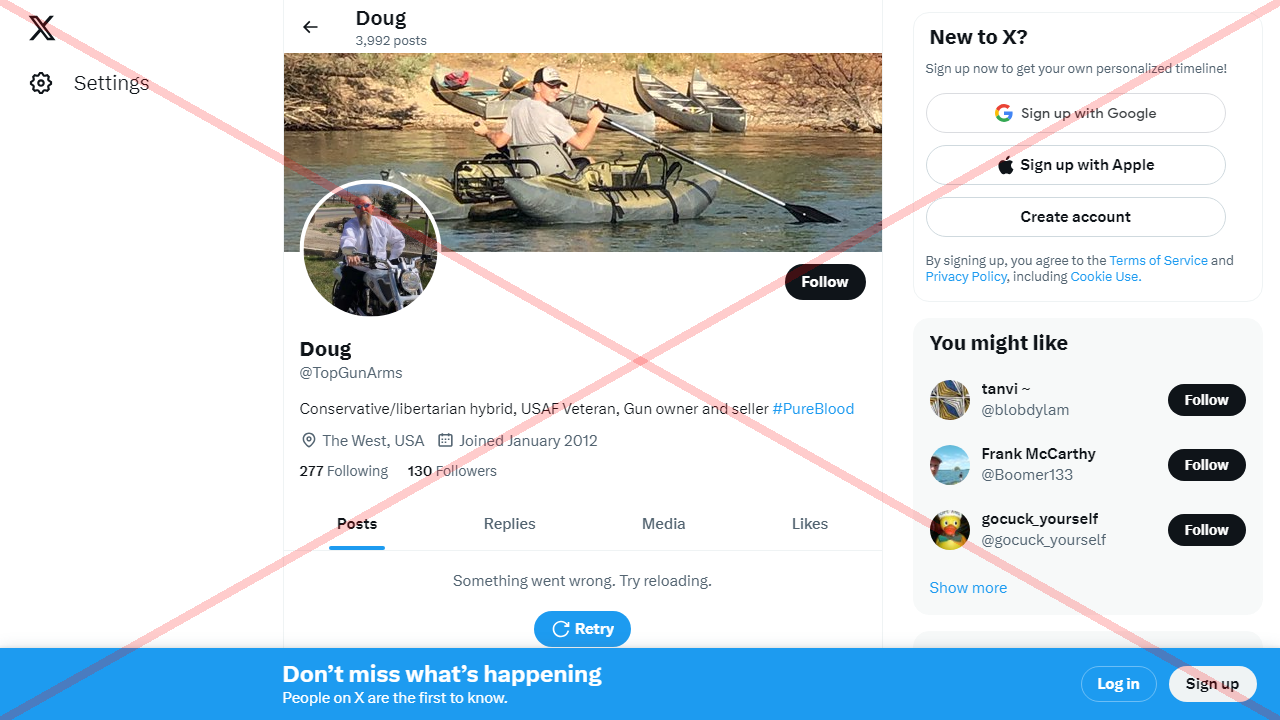 Doug
3,992 posts
Settings
Follow
Doug
@TopGunArms
Conservative/libertarian hybrid, USAF Veteran, Gun owner and seller #PureBlood
The West, USA Joined January 2012
277 Following 130 Followers
Posts Replies Media Likes
Something went wrong. Try reloading.
Retry
New to X?
Sign up now to get your own personalized timeline!
Sign up with Google
Sign up with Apple
Create account
By signing up, you agree to the Terms of Service and
Privacy Policy, including Cookie Use.
You might like
tanvi ~
@blobdylam
Follow
Frank McCarthy
@Boomer133
Follow
gocuck_yourself
@gocuck_yourself
Follow
Show more
Don’t miss what’s happening
People on X are the first to know.
Log in
Sign up